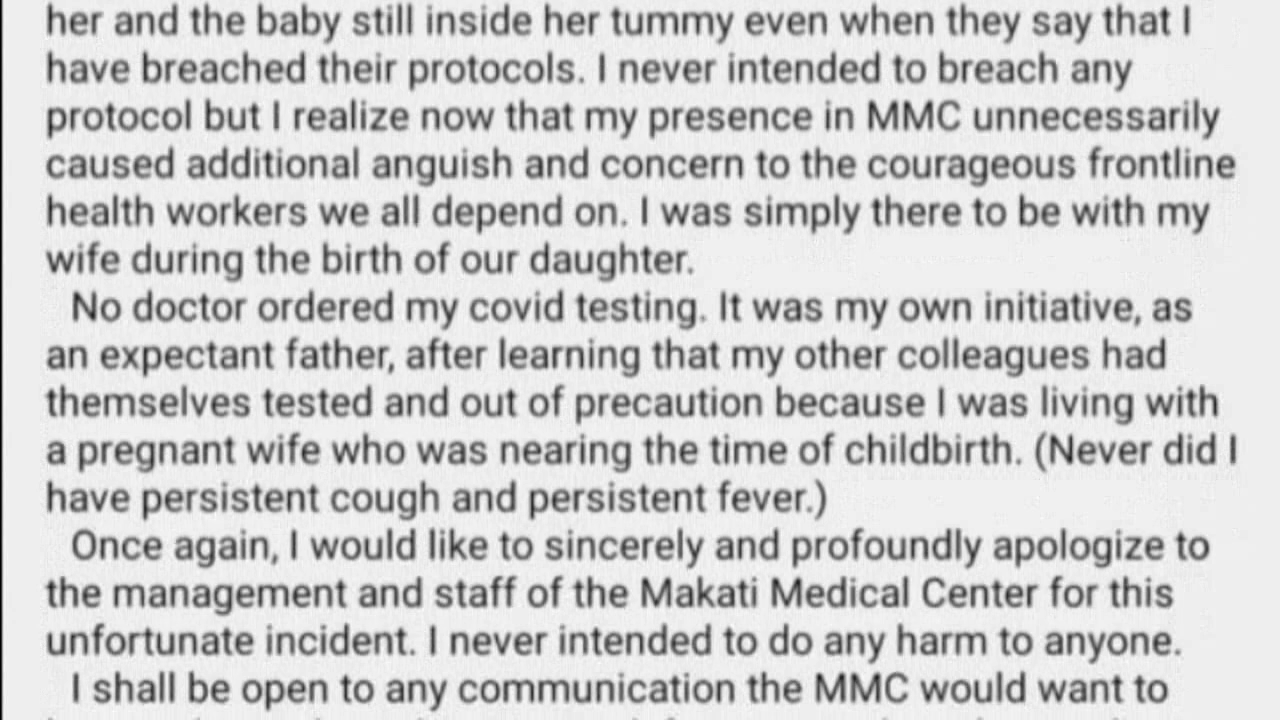 her and the baby still inside her tummy even when they say that I
have breached their protocols. I never intended to breach any
protocol but I realize now that my presence in MMC unnecessarily
caused additional anguish and concern to the courageous frontline
health workers we all depend on. I was simply there to be with my
wife during the birth of our daughter.
No doctor ordered my covid testing. It was my own initiative, as
an expectant father, after learning that my other colleagues had
themselves tested and out of precaution because I was living with
a pregnant wife who was nearing the time of childbirth. (Never did I
have persistent cough and persistent fever.)
Once again, I would like to sincerely and profoundly apologize to
the management and staff of the Makati Medical Center for this
unfortunate incident. I never intended to do any harm to anyone.
I shall be open to any communication the MMC would want to